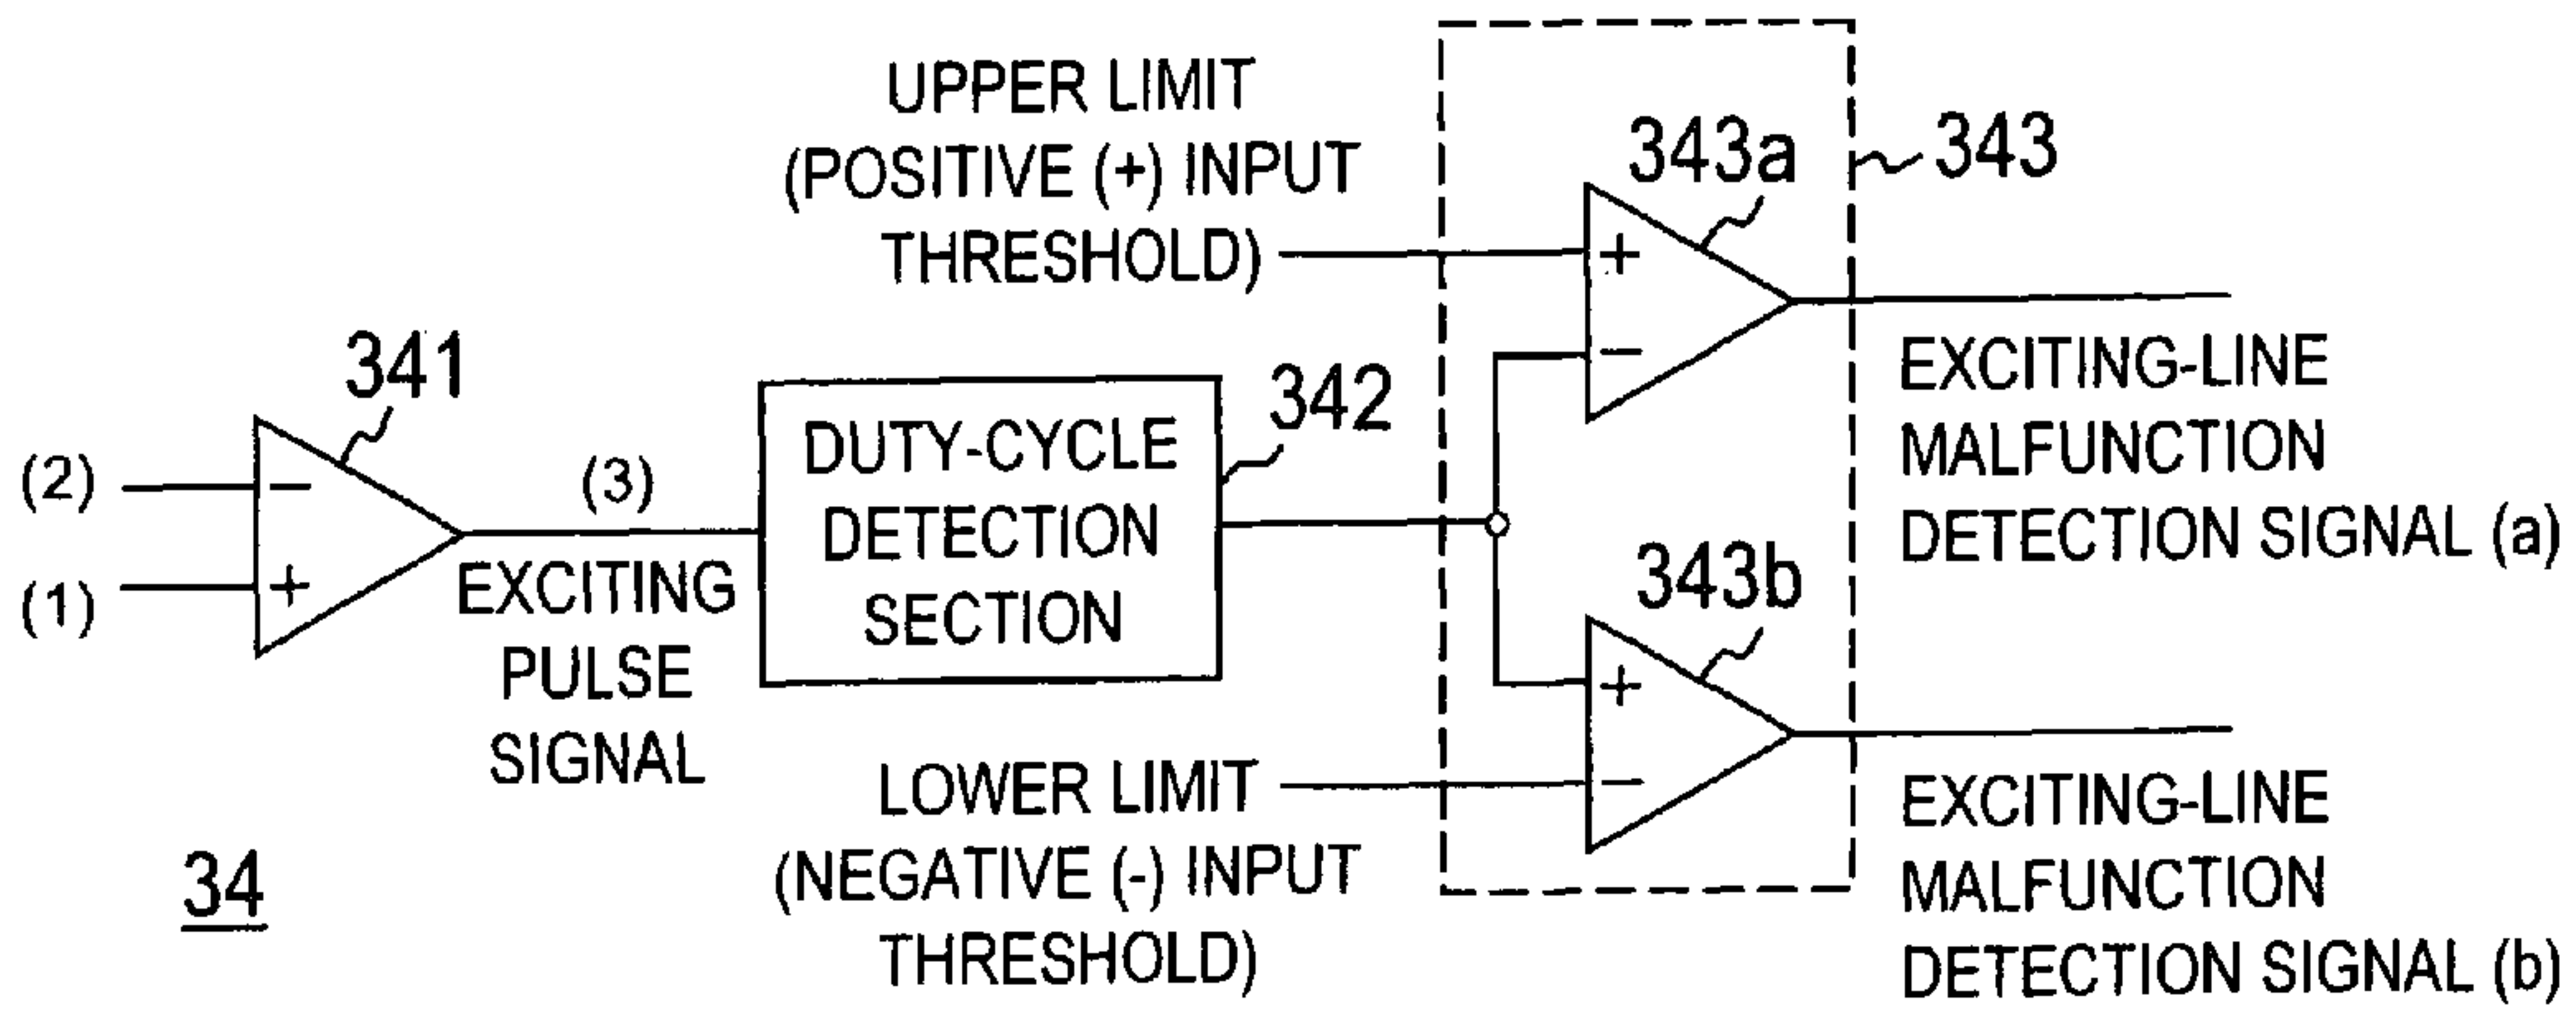 UPPER LIMIT
(POSITIVE (+) INPUT
THRESHOLD)
343a
343
+
−
341
342
(2)
−
(1)
+
(3)
EXCITING
PULSE
SIGNAL
DUTY-CYCLE
DETECTION
SECTION
EXCITING-LINE
MALFUNCTION
DETECTION SIGNAL (a)
343b
+
−
LOWER LIMIT
(NEGATIVE (-) INPUT
THRESHOLD)
EXCITING-LINE
MALFUNCTION
DETECTION SIGNAL (b)
34